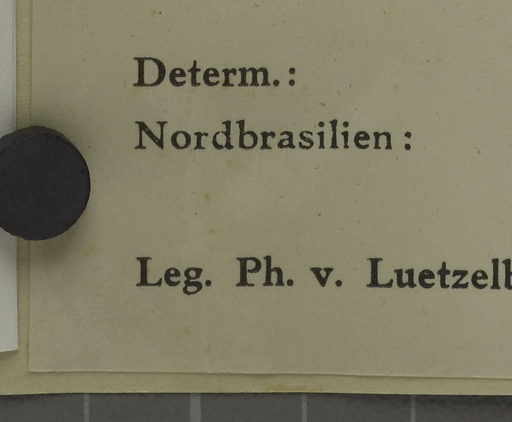 Determ.:
Nordbrasilien:
Leg. Ph. v. Luetzelb